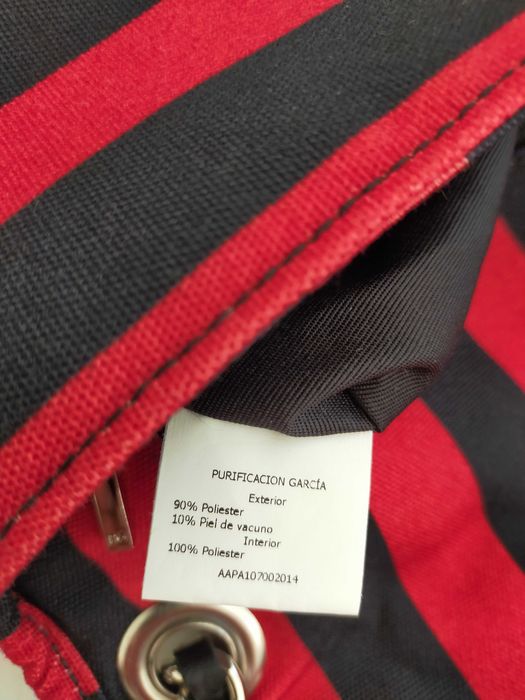 PURIFICACION GARCÍA
Exterior
90% Poliester
10% Piel de vacuno
Interior
100% Poliester
AAPA107002014